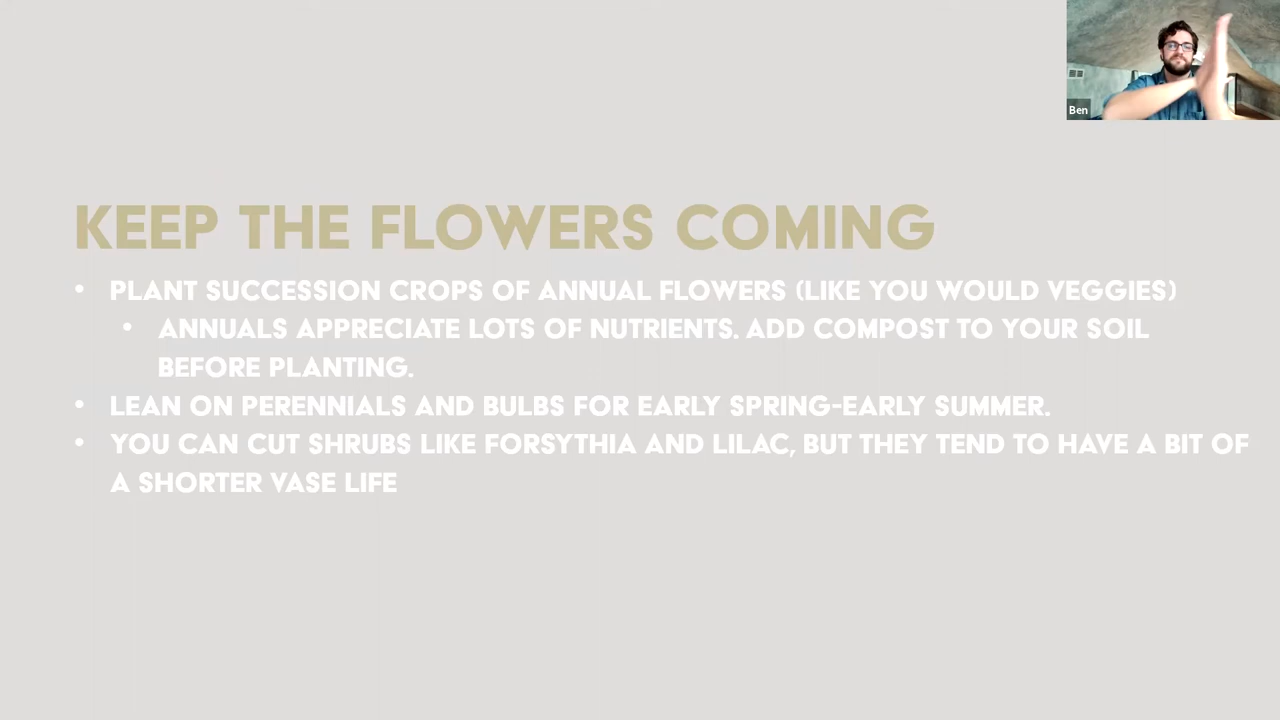 Ben
KEEP THE FLOWERS COMING
• PLANT SUCCESSION CROPS OF ANNUAL FLOWERS (LIKE YOU WOULD VEGGIES)
• ANNUALS APPRECIATE LOTS OF NUTRIENTS. ADD COMPOST TO YOUR SOIL
BEFORE PLANTING.
• LEAN ON PERENNIALS AND BULBS FOR EARLY SPRING-EARLY SUMMER.
• YOU CAN CUT SHRUBS LIKE FORSYTHIA AND LILAC, BUT THEY TEND TO HAVE A BIT OF
A SHORTER VASE LIFE